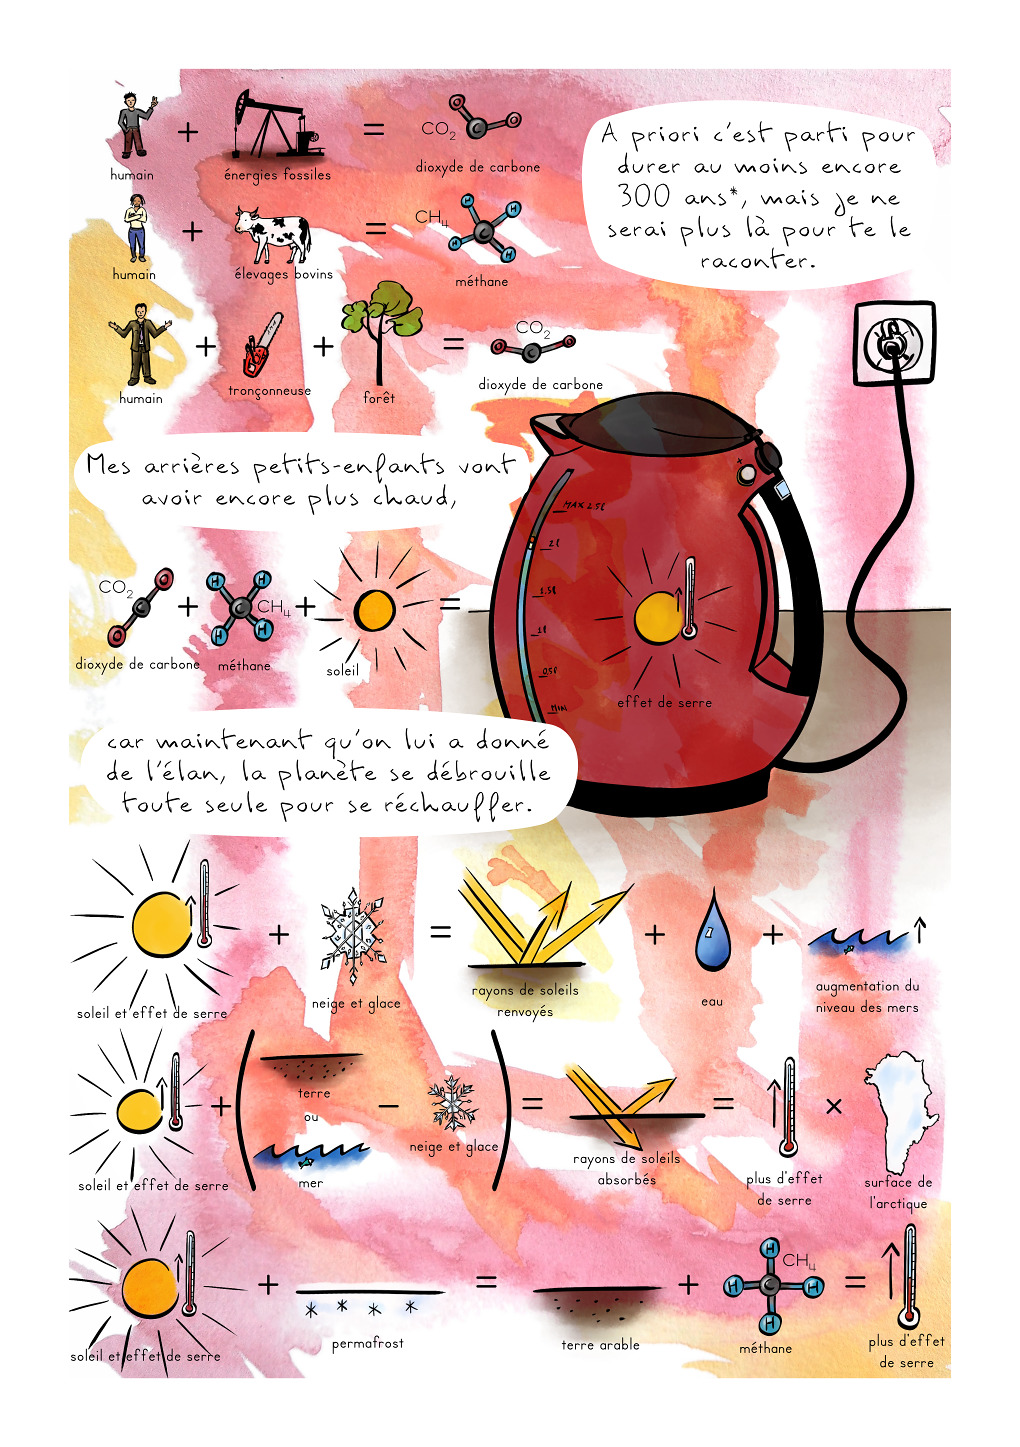 CO2
humain
énergies fossiles
dioxyde de carbone
A priori c'est parti pour
durer au moins encore
300 ans*, mais je ne
serai plus là pour te le
raconter.
CH4
humain
élevages bovins
méthane
CO2
humain
tronçonneuse
forêt
dioxyde de carbone
Mes arrières petits-enfants vont
avoir encore plus chaud,
MAX 2.5l
2l
1.5l
1l
0.5l
MIN
effet de serre
CO2
H
H
H
H
CH4
dioxyde de carbone
méthane
soleil
car maintenant qu'on lui a donné
de l'élan, la planète se débrouille
toute seule pour se réchauffer.
soleil et effet de serre
neige et glace
rayons de soleils
renvoyés
eau
augmentation du
niveau des mers
soleil et effet de serre
terre
ou
mer
neige et glace
rayons de soleils
absorbés
plus d'effet
de serre
surface de
l'arctique
soleil et effet de serre
permafrost
terre arable
H
CH4
H
H
H
méthane
plus d'effet
de serre